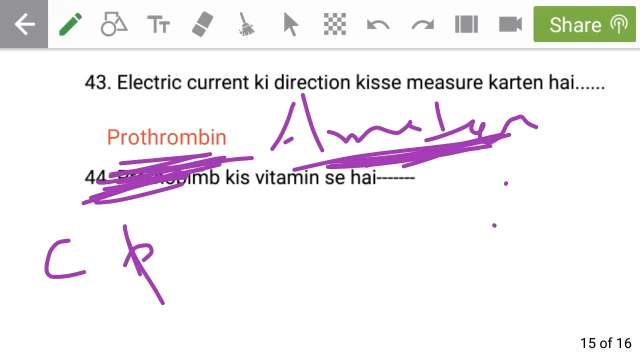 Share
43. Electric current ki direction kisse measure karten hai......
Prothrombin Ammeter
44. kis vitamin se hai-------
C k
15 of 16